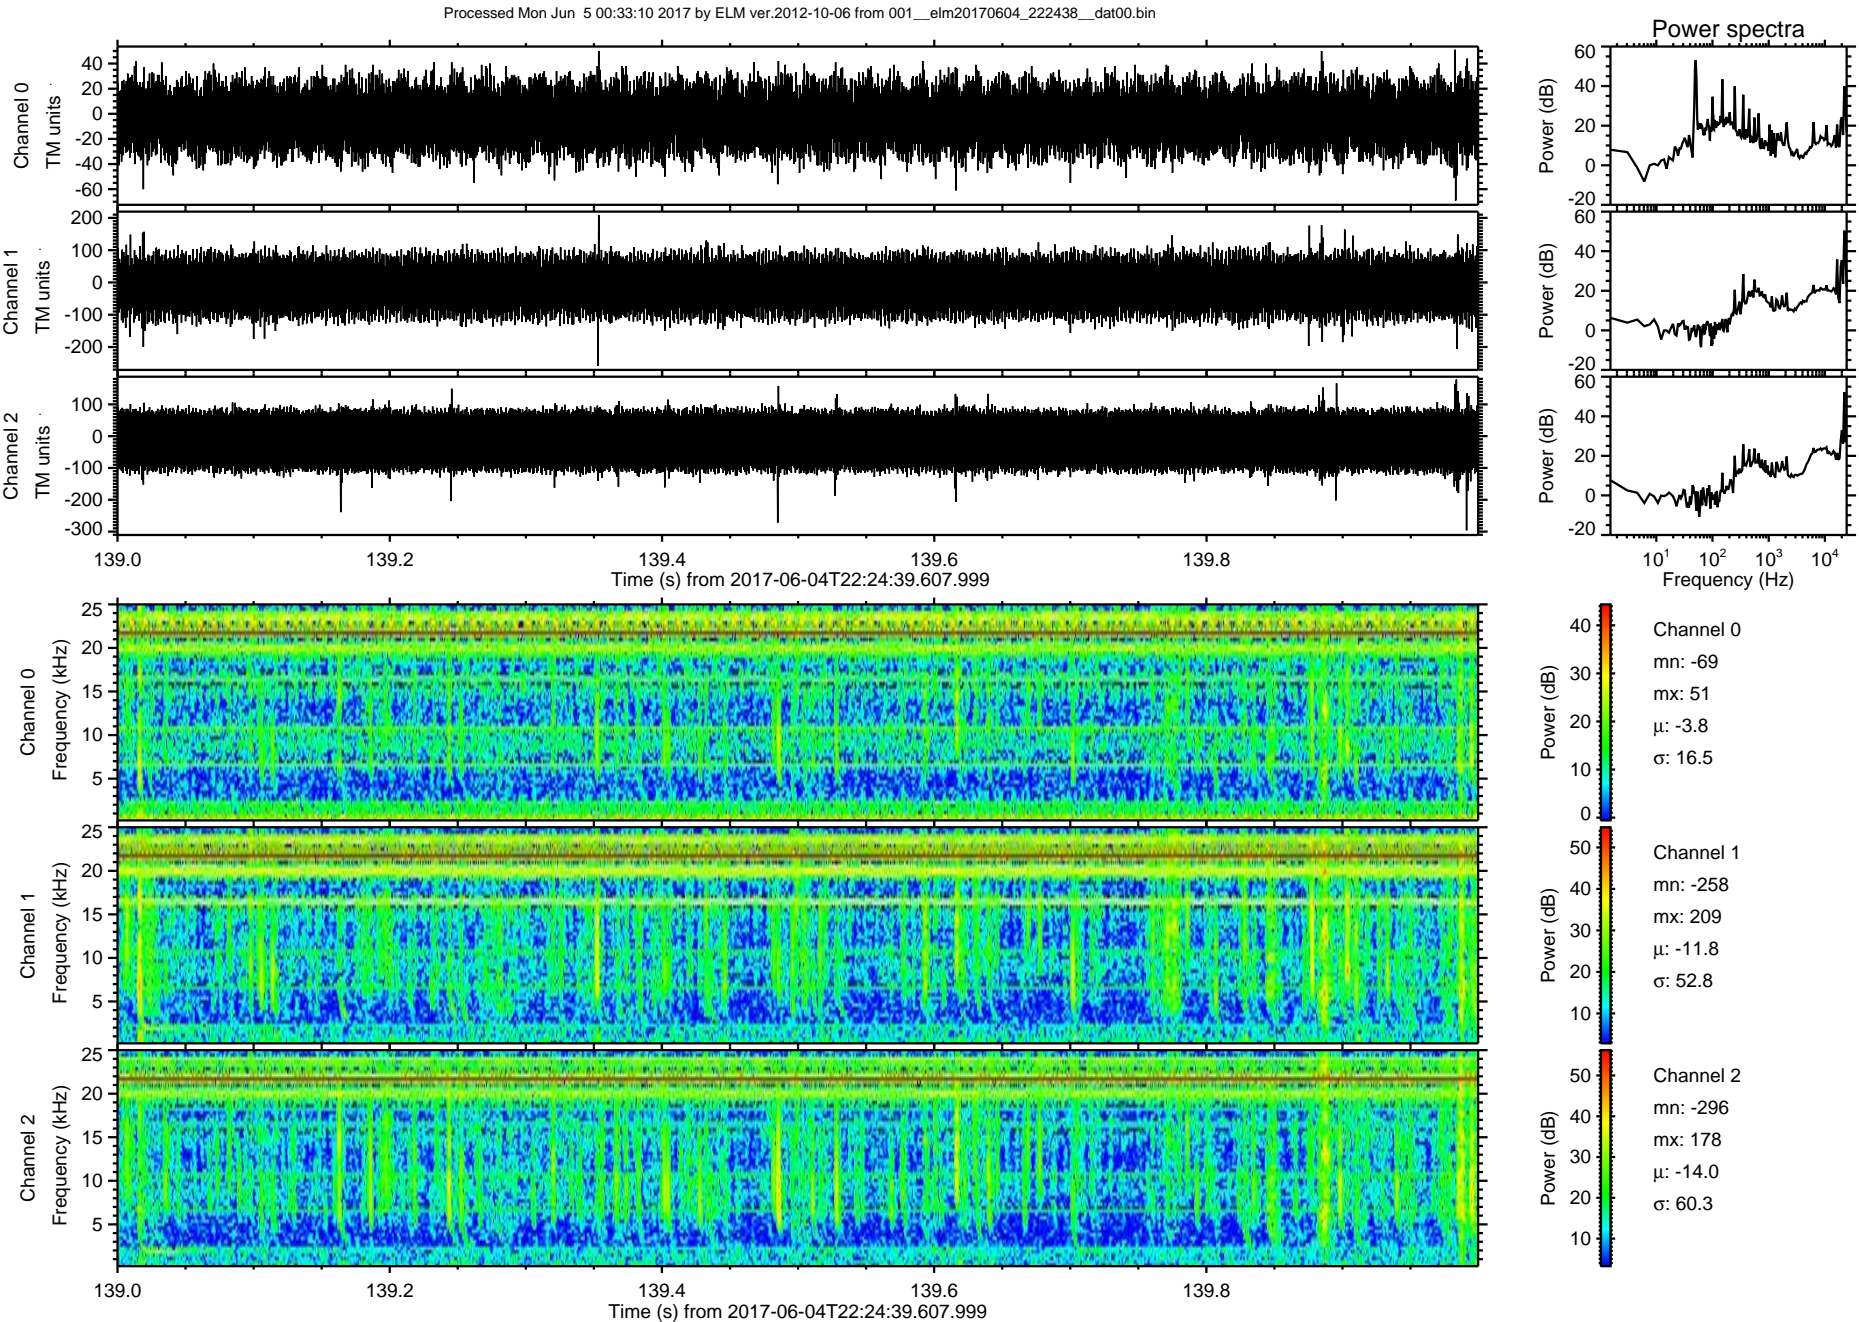 Processed Mon Jun  5 00:33:10 2017 by ELM ver.2012-10-06 from 001__elm20170604_222438__dat00.bin
Power spectra
Channel 0
TM units
40
20
0
-20
-40
-60
Power (dB)
60
40
20
0
-20
Channel 1
TM units
200
100
0
-100
-200
Power (dB)
60
40
20
0
-20
Channel 2
TM units
100
0
-100
-200
-300
Power (dB)
60
40
20
0
-20
139.0 139.2 139.4 139.6 139.8
Time (s) from 2017-06-04T22:24:39.607.999
10^1 10^2 10^3 10^4
Frequency (Hz)
Channel 0
Frequency (kHz)
25
20
15
10
5
Power (dB)
40
30
20
10
0
Channel 0
mn: -69
mx: 51
μ: -3.8
σ: 16.5
Channel 1
Frequency (kHz)
25
20
15
10
5
Power (dB)
50
40
30
20
10
Channel 1
mn: -258
mx: 209
μ: -11.8
σ: 52.8
Channel 2
Frequency (kHz)
25
20
15
10
5
Power (dB)
50
40
30
20
10
Channel 2
mn: -296
mx: 178
μ: -14.0
σ: 60.3
139.0 139.2 139.4 139.6 139.8
Time (s) from 2017-06-04T22:24:39.607.999